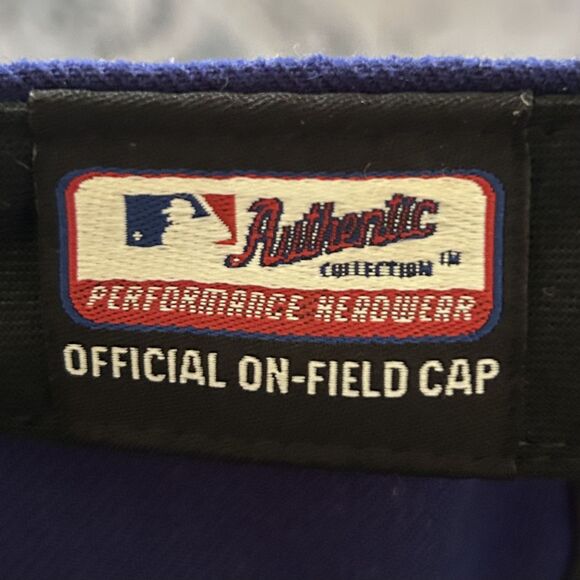 Authentic
COLLECTION™
PERFORMANCE HEADWEAR
OFFICIAL ON-FIELD CAP